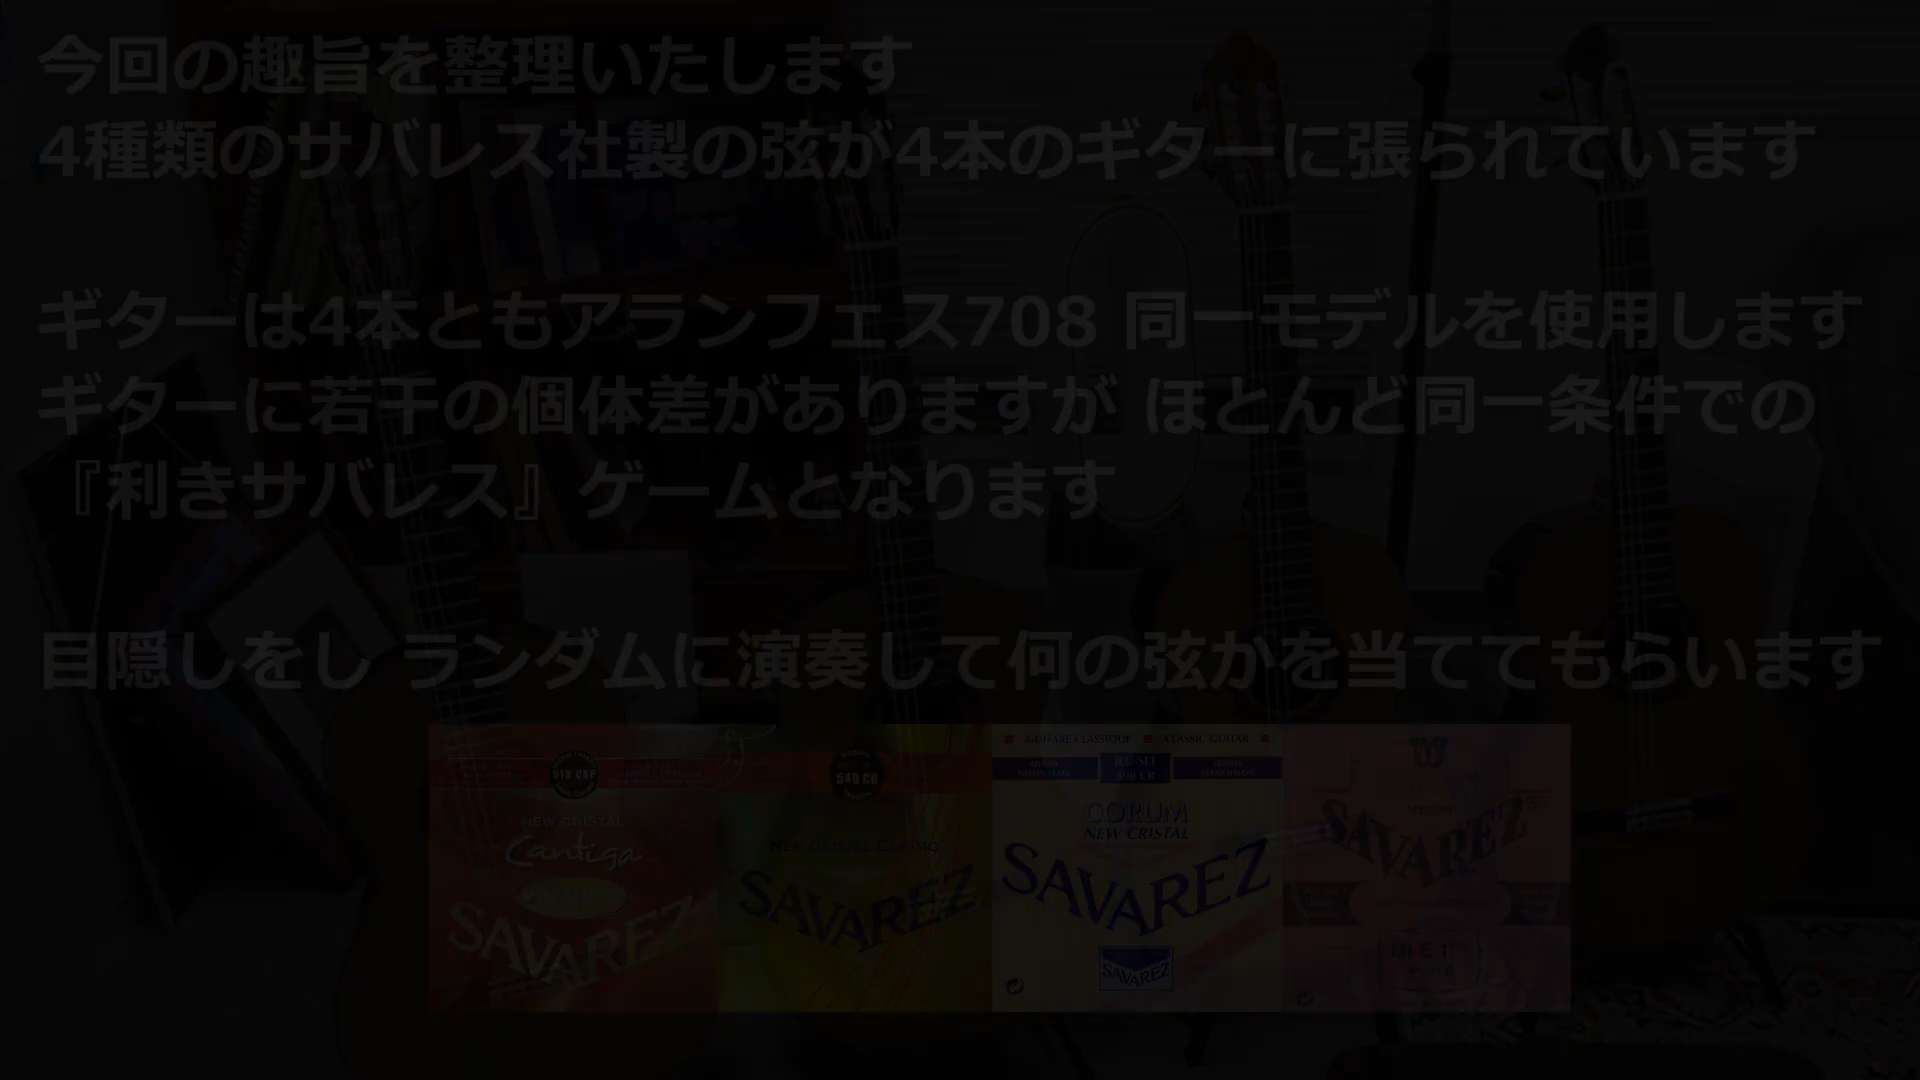 今回の趣旨を整理いたします
4種類のサバレス社製の弦が4本のギターに張られています
ギターは4本ともアランフェス708 同一モデルを使用します
ギターに若干の個体差がありますが ほとんど同一条件での
『利きサバレス』ゲームとなります
目隠しをし ランダムに演奏して何の弦かを当ててもらいます
510 CRP
NEW CRISTAL
Cantiga
SAVAREZ
540 CR
NEW CRISTAL CLASSIC
SAVAREZ
GUITARE CLASSIQUE CLASSIC GUITAR
500 CR
CORUM
NEW CRISTAL
SAVAREZ
SAVAREZ
SAVAREZ
MI-E 1